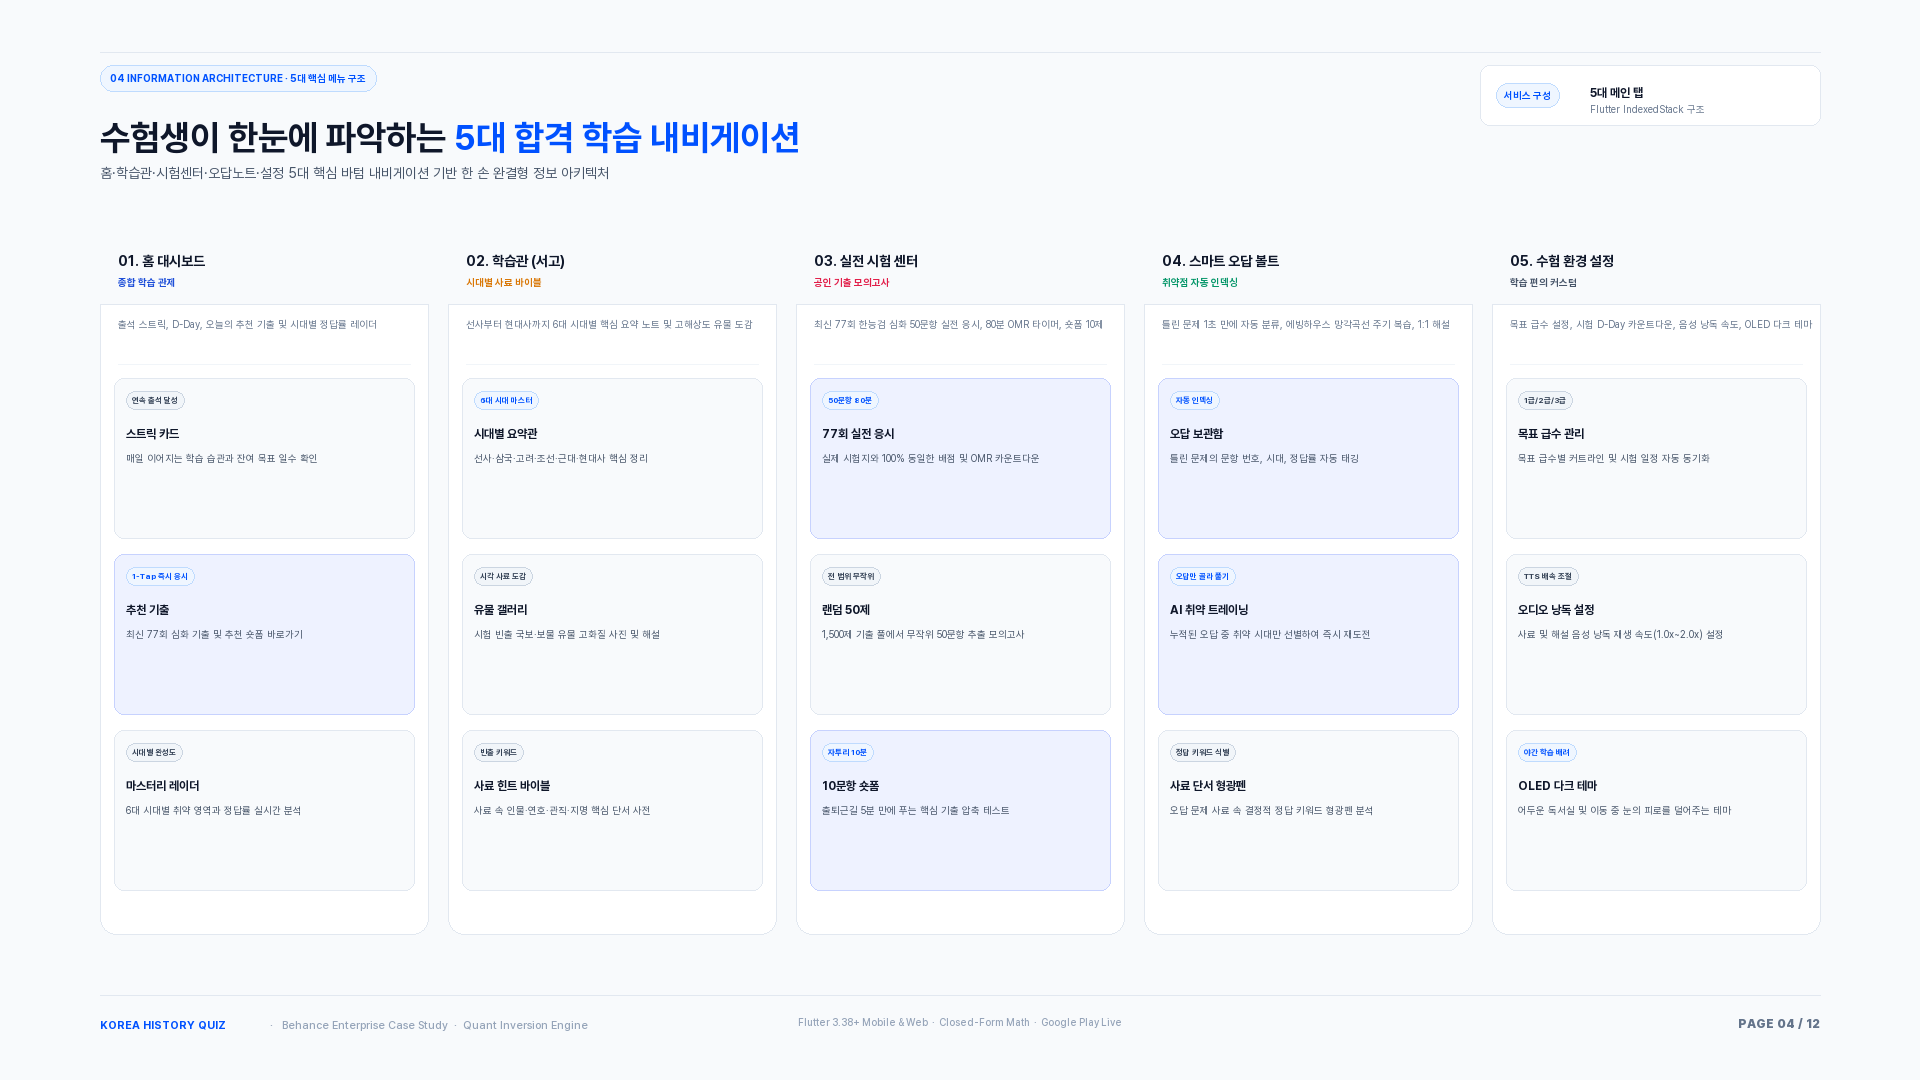 04 INFORMATION ARCHITECTURE · 5대 핵심 메뉴 구조
서비스 구성
5대 메인 탭
Flutter IndexedStack 구조
수험생이 한눈에 파악하는 5대 합격 학습 내비게이션
홈·학습관·시험센터·오답노트·설정 5대 핵심 바텀 내비게이션 기반 한 손 완결형 정보 아키텍처
01. 홈 대시보드
종합 학습 관제
출석 스트릭, D-Day, 오늘의 추천 기출 및 시대별 정답률 레이더
연속 출석 달성
스트릭 카드
매일 이어지는 학습 습관과 잔여 목표 일수 확인
1-Tap 즉시 응시
추천 기출
최신 77회 심화 기출 및 추천 숏폼 바로가기
시대별 완성도
마스터리 레이더
6대 시대별 취약 영역과 정답률 실시간 분석
02. 학습관 (서고)
시대별 사료 바이블
선사부터 현대사까지 6대 시대별 핵심 요약 노트 및 고해상도 유물 도감
6대 시대 마스터
시대별 요약관
선사·삼국·고려·조선·근대·현대사 핵심 정리
시각 사료 도감
유물 갤러리
시험 빈출 국보·보물 유물 고화질 사진 및 해설
빈출 키워드
사료 힌트 바이블
사료 속 인물·연호·관직·지명 핵심 단서 사전
03. 실전 시험 센터
공인 기출 모의고사
최신 77회 한능검 심화 50문항 실전 응시, 80분 OMR 타이머, 숏폼 10제
50문항 80분
77회 실전 응시
실제 시험지와 100% 동일한 배점 및 OMR 카운트다운
전 범위 무작위
랜덤 50제
1,500제 기출 풀에서 무작위 50문항 추출 모의고사
자투리 10분
10문항 숏폼
출퇴근길 5분 만에 푸는 핵심 기출 압축 테스트
04. 스마트 오답 볼트
취약점 자동 인덱싱
틀린 문제 1초 만에 자동 분류, 에빙하우스 망각곡선 주기 복습, 1:1 해설
자동 인덱싱
오답 보관함
틀린 문제의 문항 번호, 시대, 정답률 자동 태깅
오답만 골라 풀기
AI 취약 트레이닝
누적된 오답 중 취약 시대만 선별하여 즉시 재도전
정답 키워드 식별
사료 단서 형광펜
오답 문제 사료 속 결정적 정답 키워드 형광펜 분석
05. 수험 환경 설정
학습 편의 커스텀
목표 급수 설정, 시험 D-Day 카운트다운, 음성 낭독 속도, OLED 다크 테마
1급/2급/3급
목표 급수 관리
목표 급수별 커트라인 및 시험 일정 자동 동기화
TTS 배속 조절
오디오 낭독 설정
사료 및 해설 음성 낭독 재생 속도(1.0x~2.0x) 설정
야간 학습 배려
OLED 다크 테마
어두운 독서실 및 이동 중 눈의 피로를 덜어주는 테마
KOREA HISTORY QUIZ · Behance Enterprise Case Study · Quant Inversion Engine
Flutter 3.38+ Mobile & Web · Closed-Form Math · Google Play Live
PAGE 04 / 12